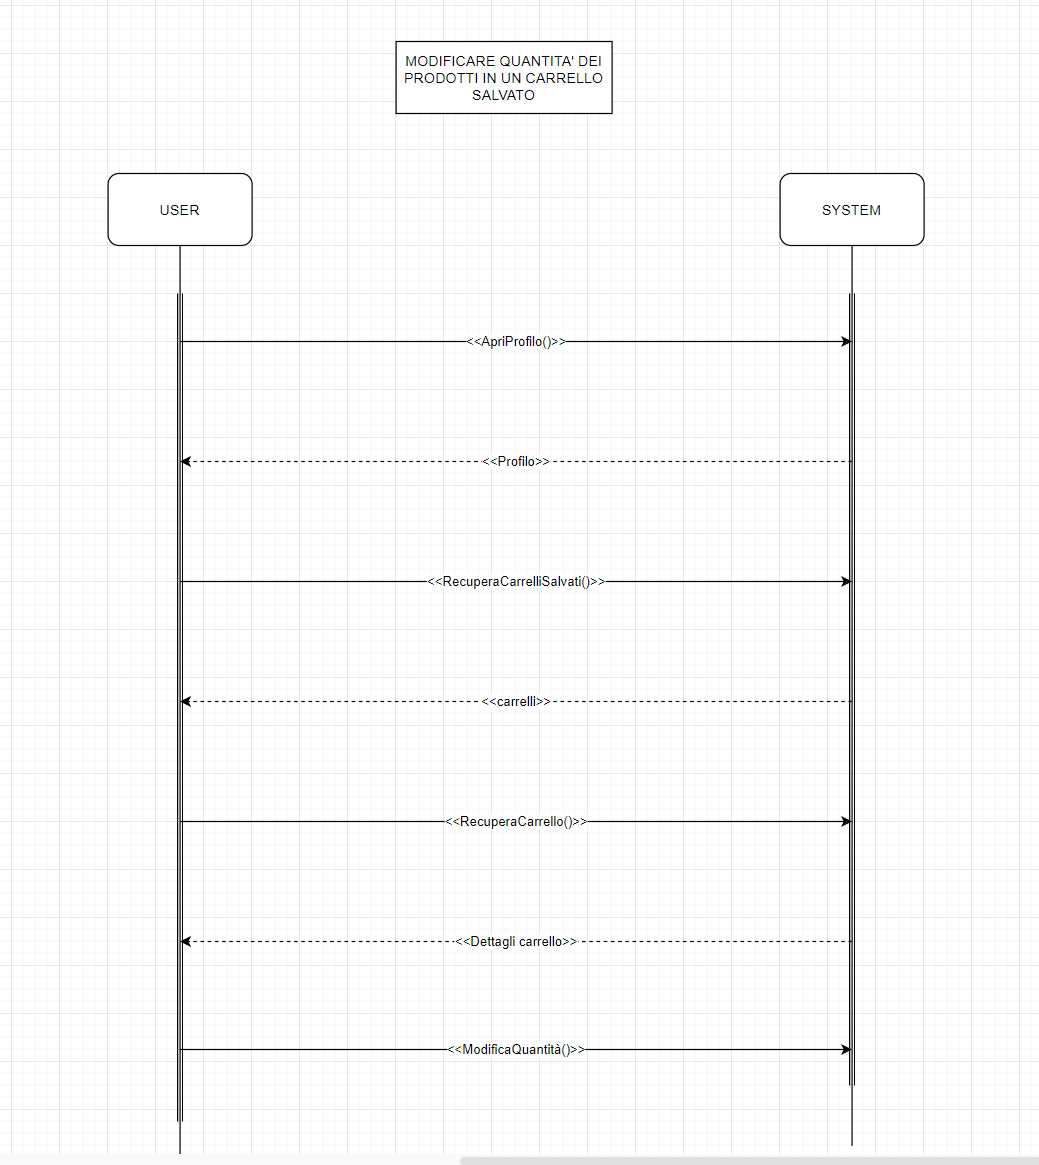 MODIFICARE QUANTITA' DEI
PRODOTTI IN UN CARRELLO
SALVATO
USER
SYSTEM
<<ApriProfilo()>>
<<Profilo>>
<<RecuperaCarrelliSalvati()>>
<<carrelli>>
<<RecuperaCarrello()>>
<<Dettagli carrello>>
<<ModificaQuantità()>>